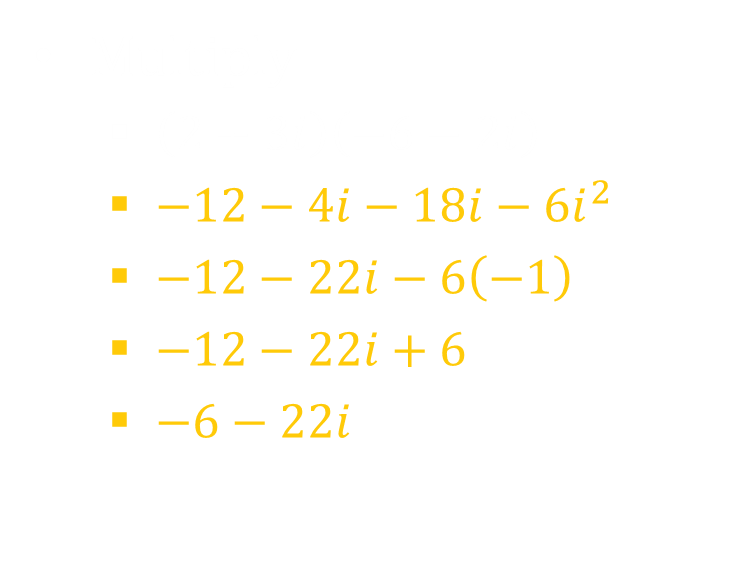 ▪ −12 − 4𝑖 − 18𝑖 − 6𝑖²
▪ −12 − 22𝑖 − 6(−1)
▪ −12 − 22𝑖 + 6
▪ −6 − 22𝑖